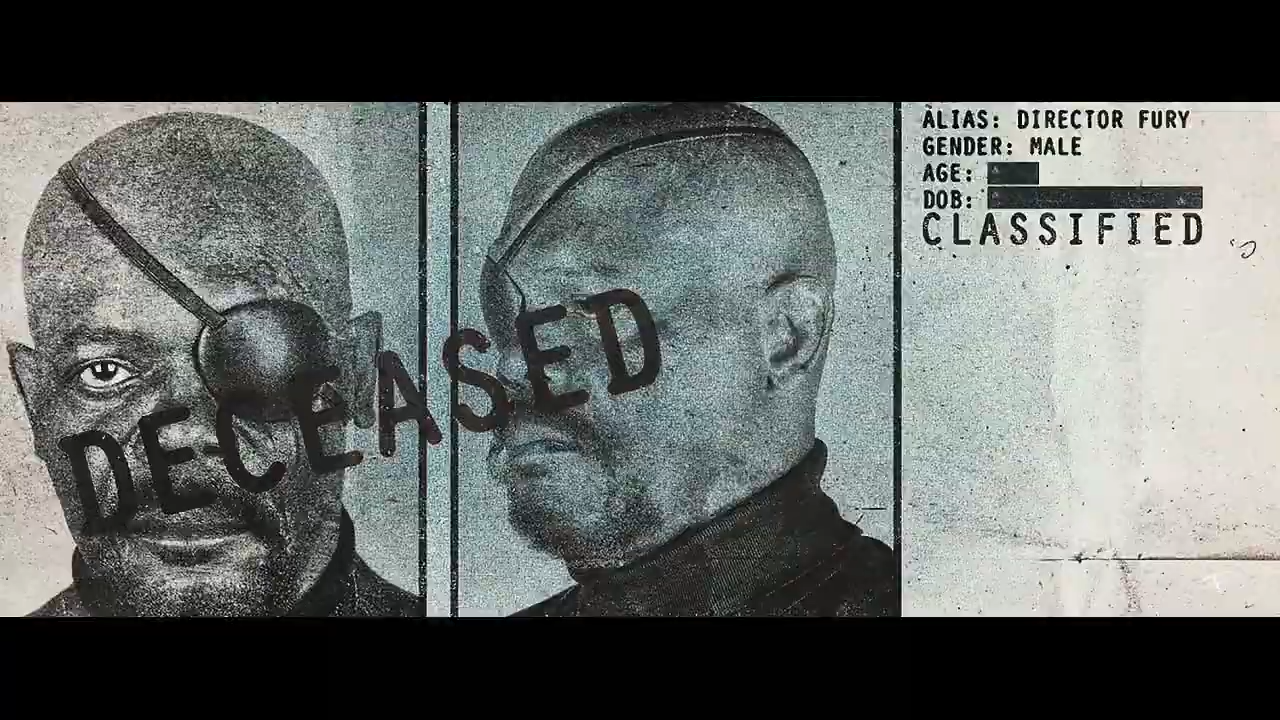 DECEASED
ALIAS: DIRECTOR FURY
GENDER: MALE
AGE:
DOB:
CLASSIFIED